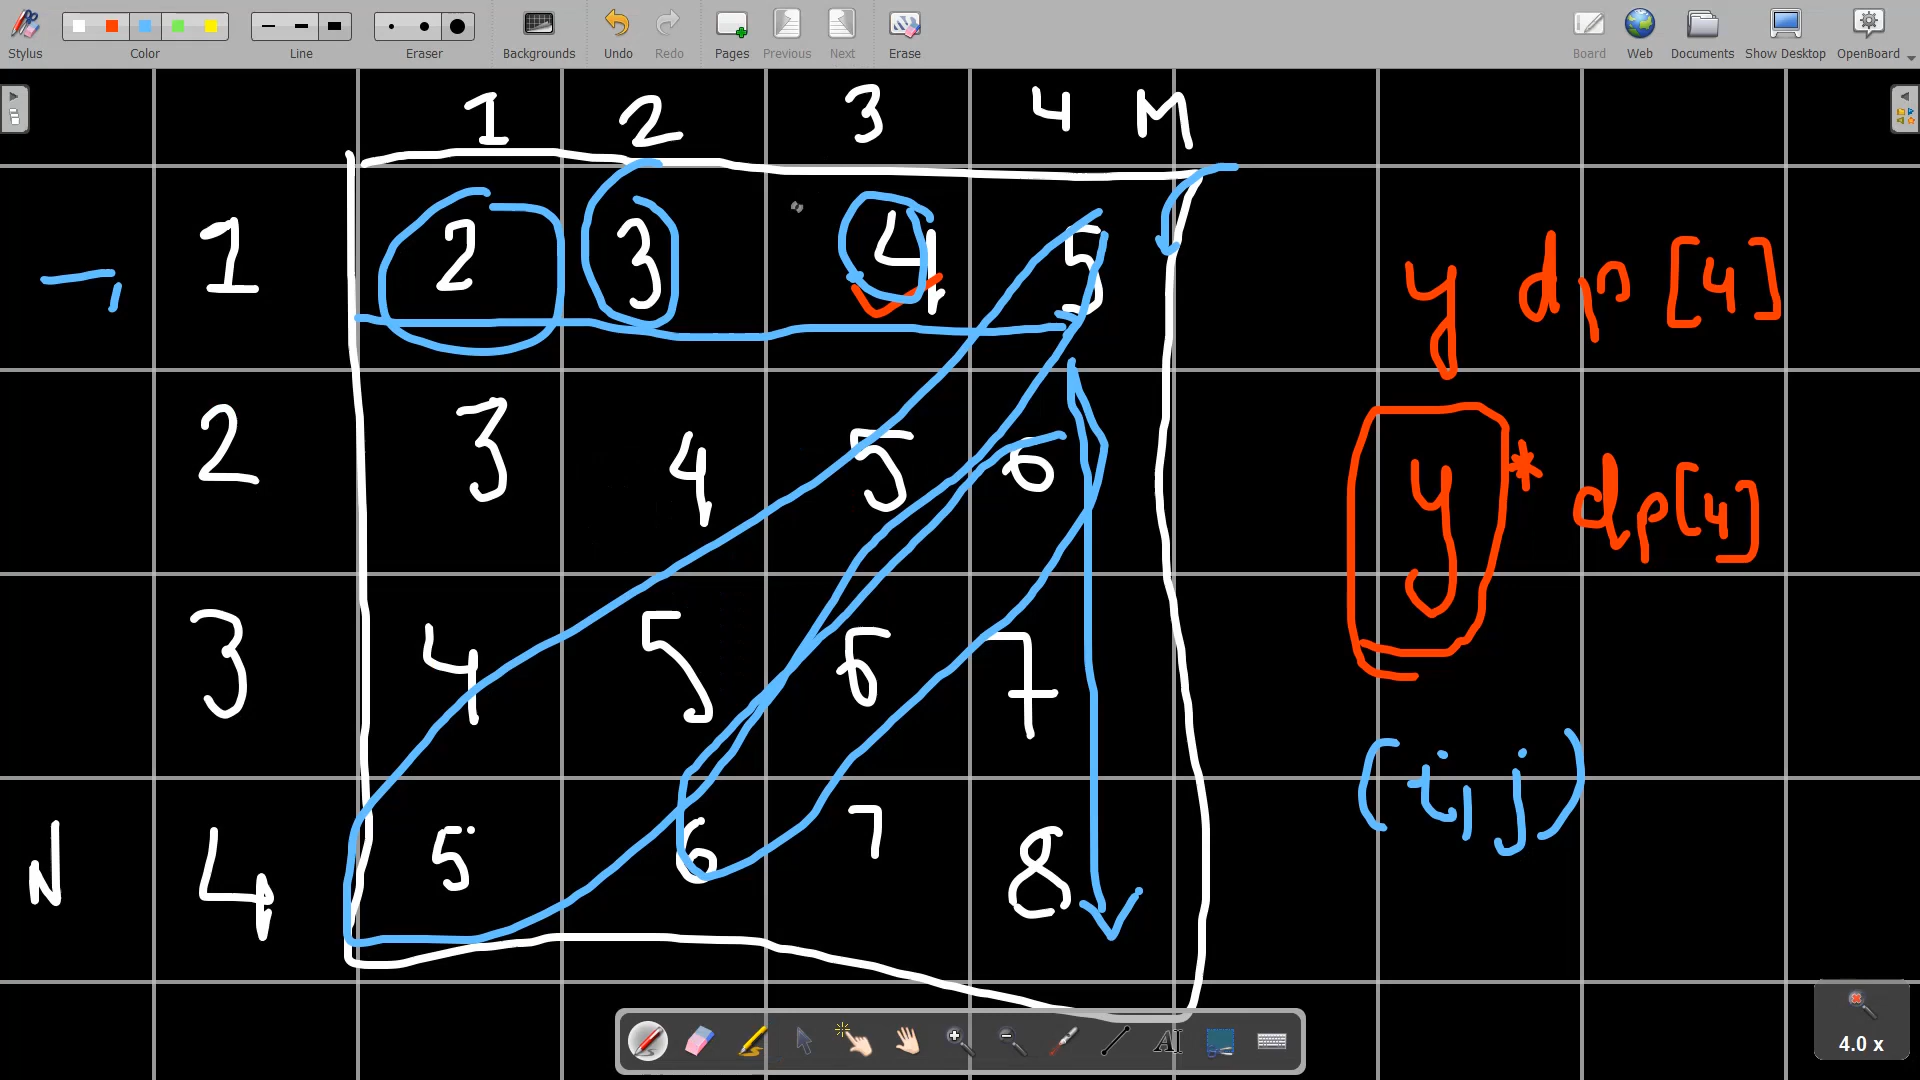 Stylus Color Line Eraser Backgrounds Undo Redo Pages Previous Next Erase Board Web Documents Show Desktop OpenBoard
1 2 3 4 M
1 2 3 4 5
2 3 4 5 6
3 4 5 6 7
N 4 5 6 7 8
y dp [4]
y * dp[4]
(i, j)
4.0 x